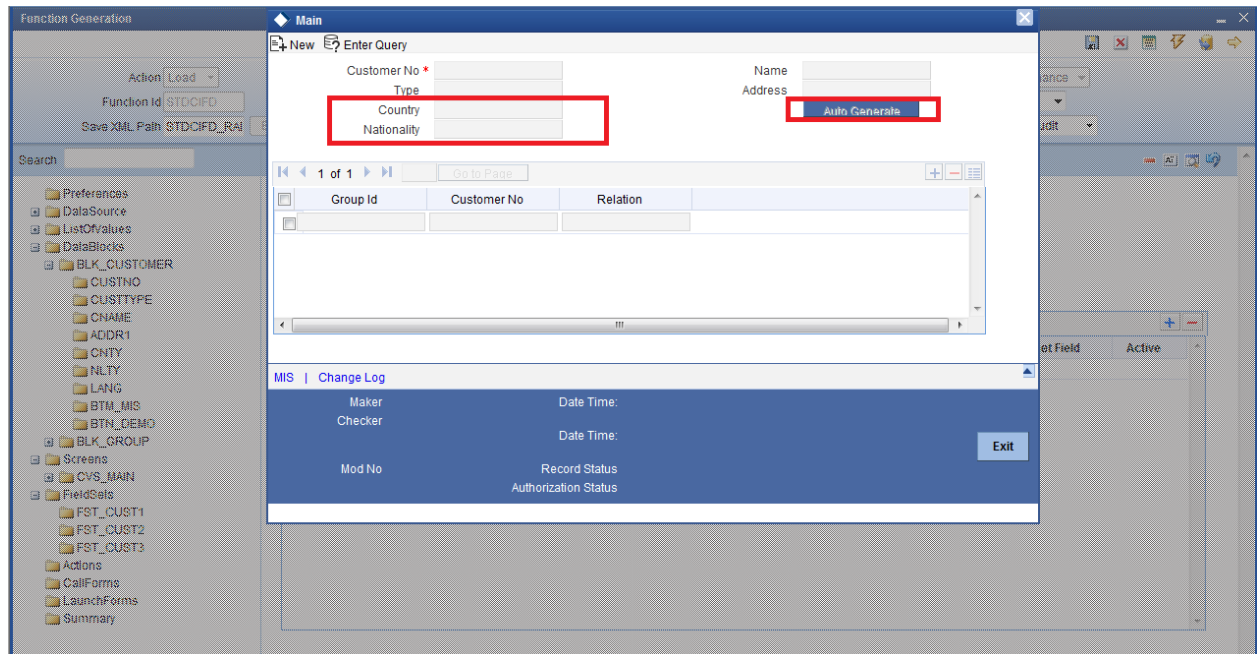 Function Generation
Action Load
Function Id STDCIFD
Save XML Path STDCIFD_RAI
Search
Preferences
DataSource
ListOfValues
DataBlocks
BLK_CUSTOMER
CUSTNO
CUSTTYPE
CNAME
ADDR1
CNTY
NLTY
LANG
BTM_MIS
BTN_DEMO
BLK_GROUP
Screens
CVS_MAIN
FieldSets
FST_CUST1
FST_CUST2
FST_CUST3
Actions
CallForms
LaunchForms
Summary
Main
New Enter Query
Customer No * Name
Type Address
Country Auto Generate
Nationality
1 of 1 Go to Page
Group Id Customer No Relation
MIS | Change Log
Maker Date Time:
Checker
Date Time:
Exit
Mod No Record Status
Authorization Status
et Field Active